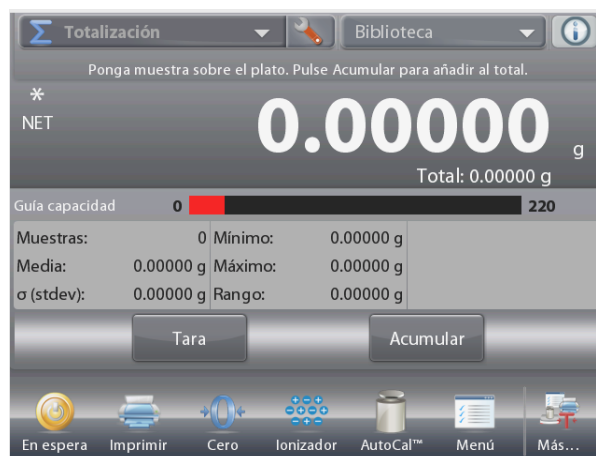 Σ Totalización Biblioteca
Ponga muestra sobre el plato. Pulse Acumular para añadir al total.
*
NET
0.00000 g
Total: 0.00000 g
Guía capacidad 0 220
Muestras: 0 Mínimo: 0.00000 g
Media: 0.00000 g Máximo: 0.00000 g
σ (stdev): 0.00000 g Rango: 0.00000 g
Tara Acumular
En espera Imprimir Cero Ionizador AutoCal™ Menú Más...